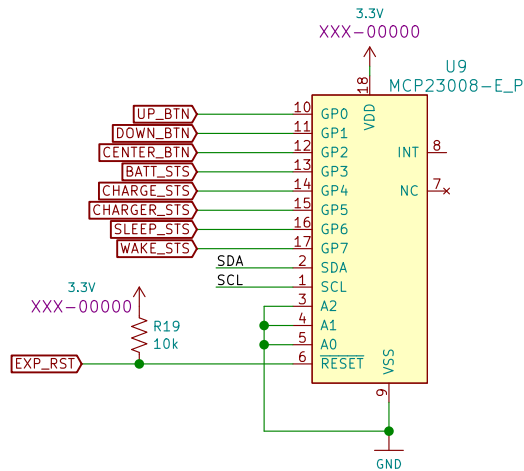 3.3V
XXX-00000
U9
MCP23008-E_P
18
VDD
UP_BTN 10 GP0
DOWN_BTN 11 GP1
CENTER_BTN 12 GP2 INT 8
BATT_STS 13 GP3
CHARGE_STS 14 GP4 NC 7
CHARGER_STS 15 GP5
SLEEP_STS 16 GP6
WAKE_STS 17 GP7
SDA 2 SDA
SCL 1 SCL
3 A2
4 A1
5 A0
3.3V
XXX-00000
R19
10k
EXP_RST 6 RESET
VSS
9
GND